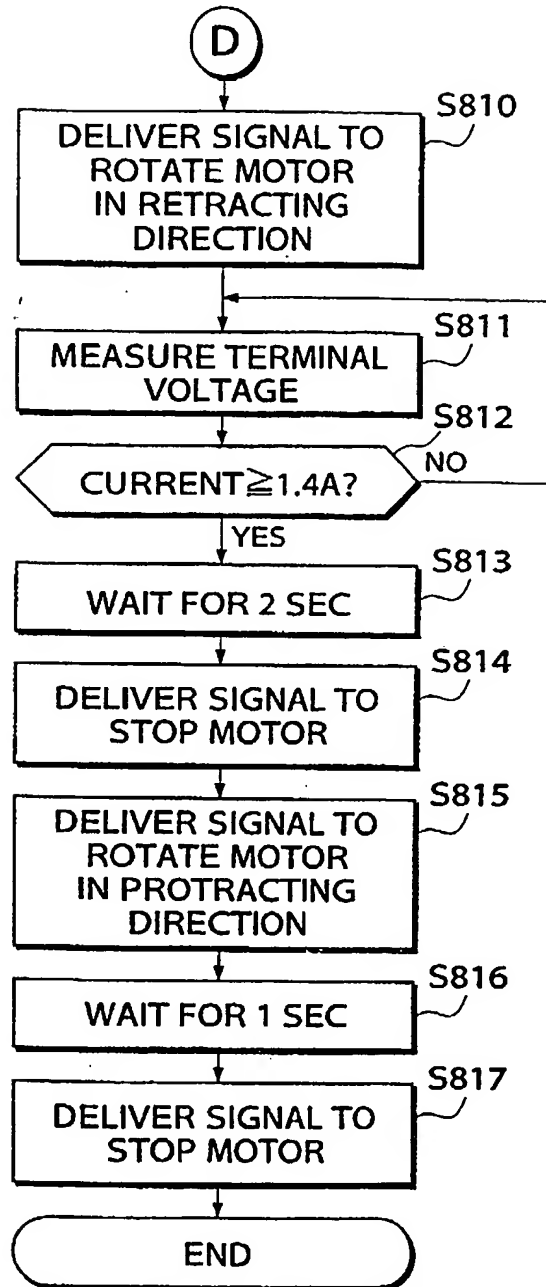 D
S810
DELIVER SIGNAL TO
ROTATE MOTOR
IN RETRACTING
DIRECTION
S811
MEASURE TERMINAL
VOLTAGE
S812
CURRENT≧1.4A?
NO
YES
S813
WAIT FOR 2 SEC
S814
DELIVER SIGNAL TO
STOP MOTOR
S815
DELIVER SIGNAL TO
ROTATE MOTOR
IN PROTRACTING
DIRECTION
S816
WAIT FOR 1 SEC
S817
DELIVER SIGNAL TO
STOP MOTOR
END